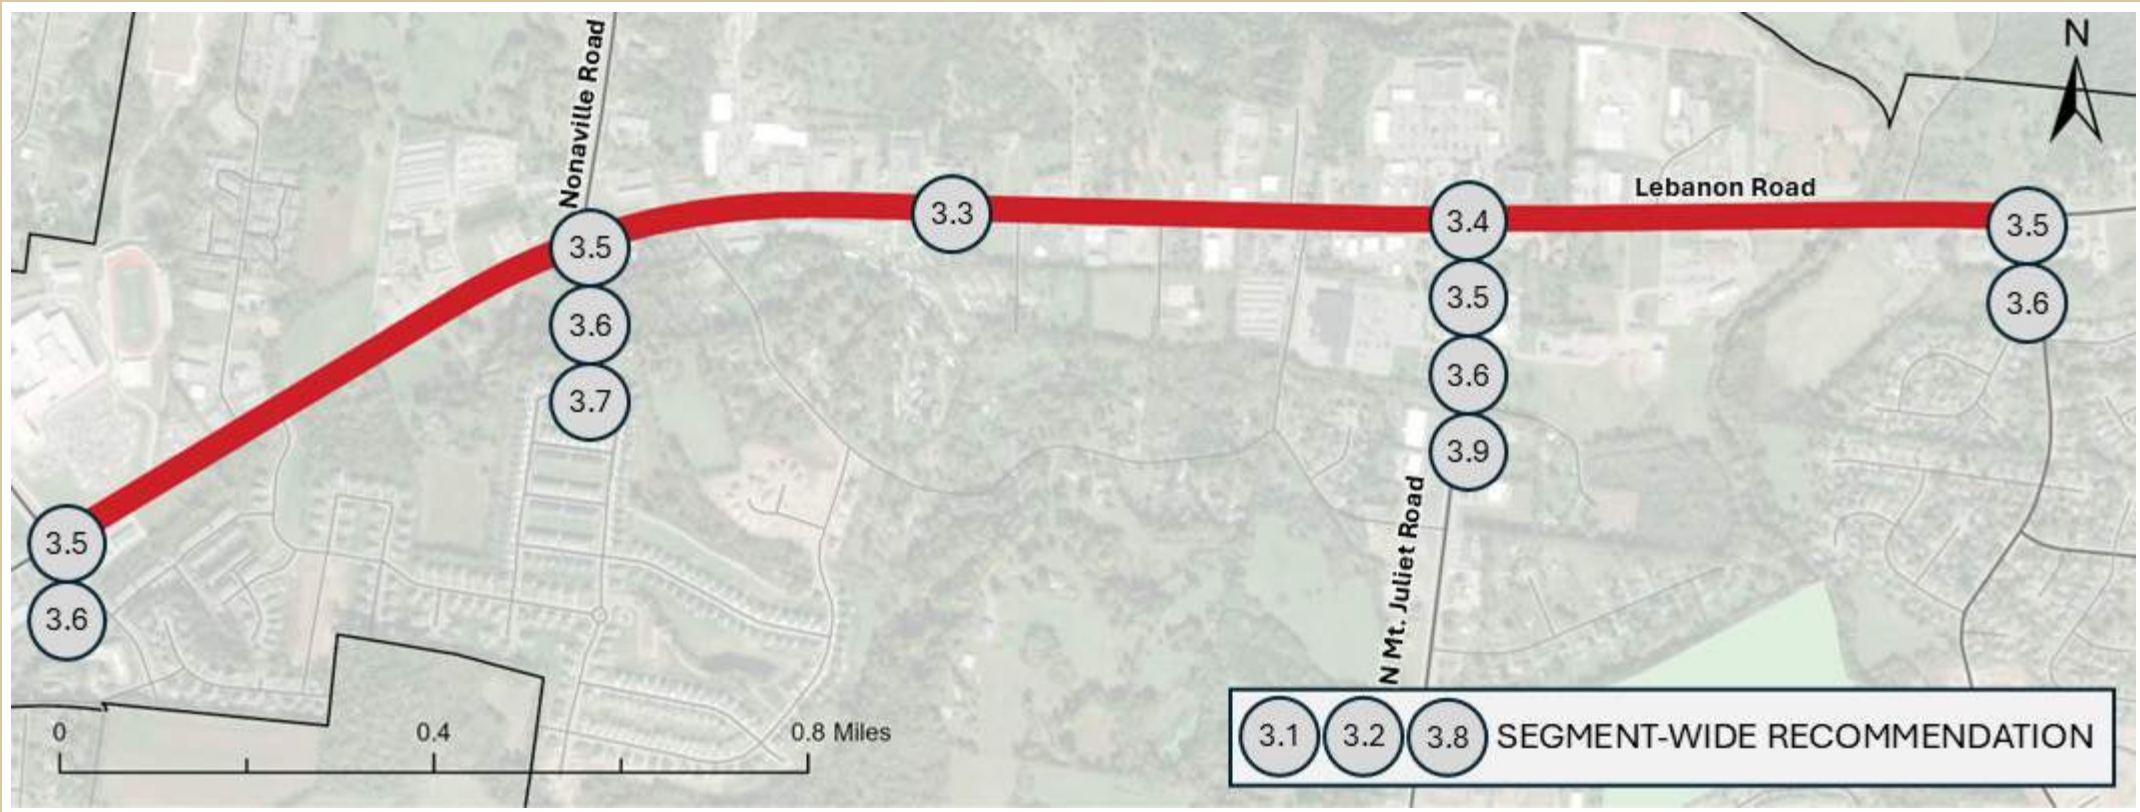 N
Nonaville Road
Lebanon Road
3.3
3.4
3.5
3.5
3.6
3.7
3.5
3.6
3.9
3.5
3.6
3.5
3.6
N Mt. Juliet Road
0 0.4 0.8 Miles
3.1 3.2 3.8 SEGMENT-WIDE RECOMMENDATION